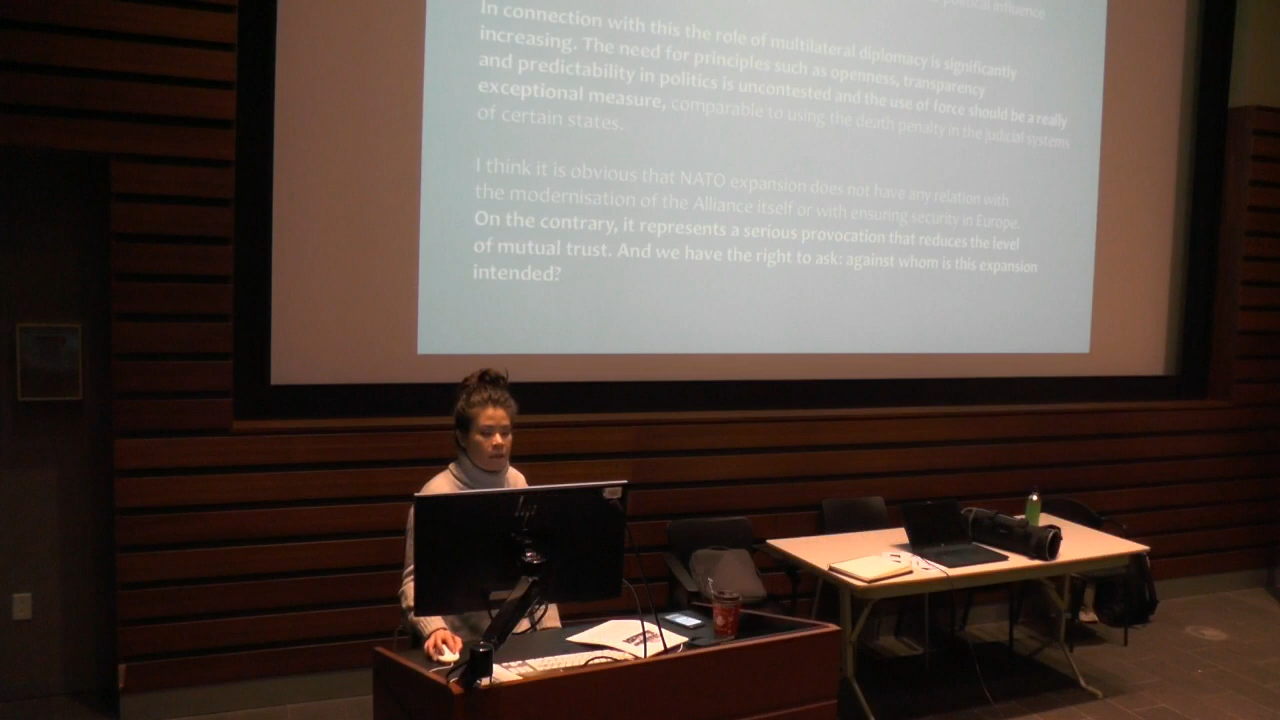 political influence
In connection with this the role of multilateral diplomacy is significantly
increasing. The need for principles such as openness, transparency
and predictability in politics is uncontested and the use of force should be a really
exceptional measure, comparable to using the death penalty in the judicial systems
of certain states.
I think it is obvious that NATO expansion does not have any relation with
the modernisation of the Alliance itself or with ensuring security in Europe.
On the contrary, it represents a serious provocation that reduces the level
of mutual trust. And we have the right to ask: against whom is this expansion
intended?